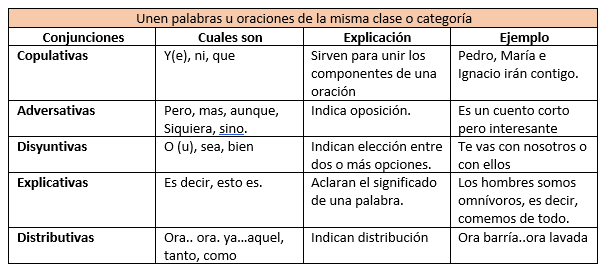 Unen palabras u oraciones de la misma clase o categoría
Conjunciones Cuales son Explicación Ejemplo
Copulativas Y(e), ni, que Sirven para unir los Pedro, María e
componentes de una Ignacio irán contigo.
oración
Adversativas Pero, mas, aunque, Indica oposición. Es un cuento corto
Siquiera, sino. pero interesante
Disyuntivas O (u), sea, bien Indican elección entre Te vas con nosotros o
dos o más opciones. con ellos
Explicativas Es decir, esto es. Aclaran el significado Los hombres somos
de una palabra. omnívoros, es decir,
comemos de todo.
Distributivas Ora.. ora. ya…aquel, Indican distribución Ora barría..ora lavada
tanto, como